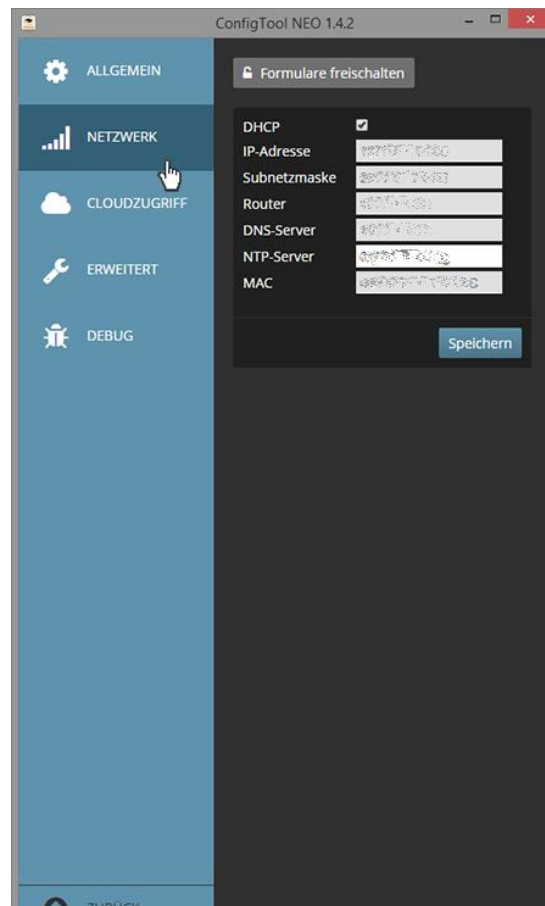 ConfigTool NEO 1.4.2
ALLGEMEIN
NETZWERK
CLOUDZUGRIFF
ERWEITERT
DEBUG
Formulare freischalten
DHCP
IP-Adresse
Subnetzmaske
Router
DNS-Server
NTP-Server
MAC
Speichern
ZURÜCK